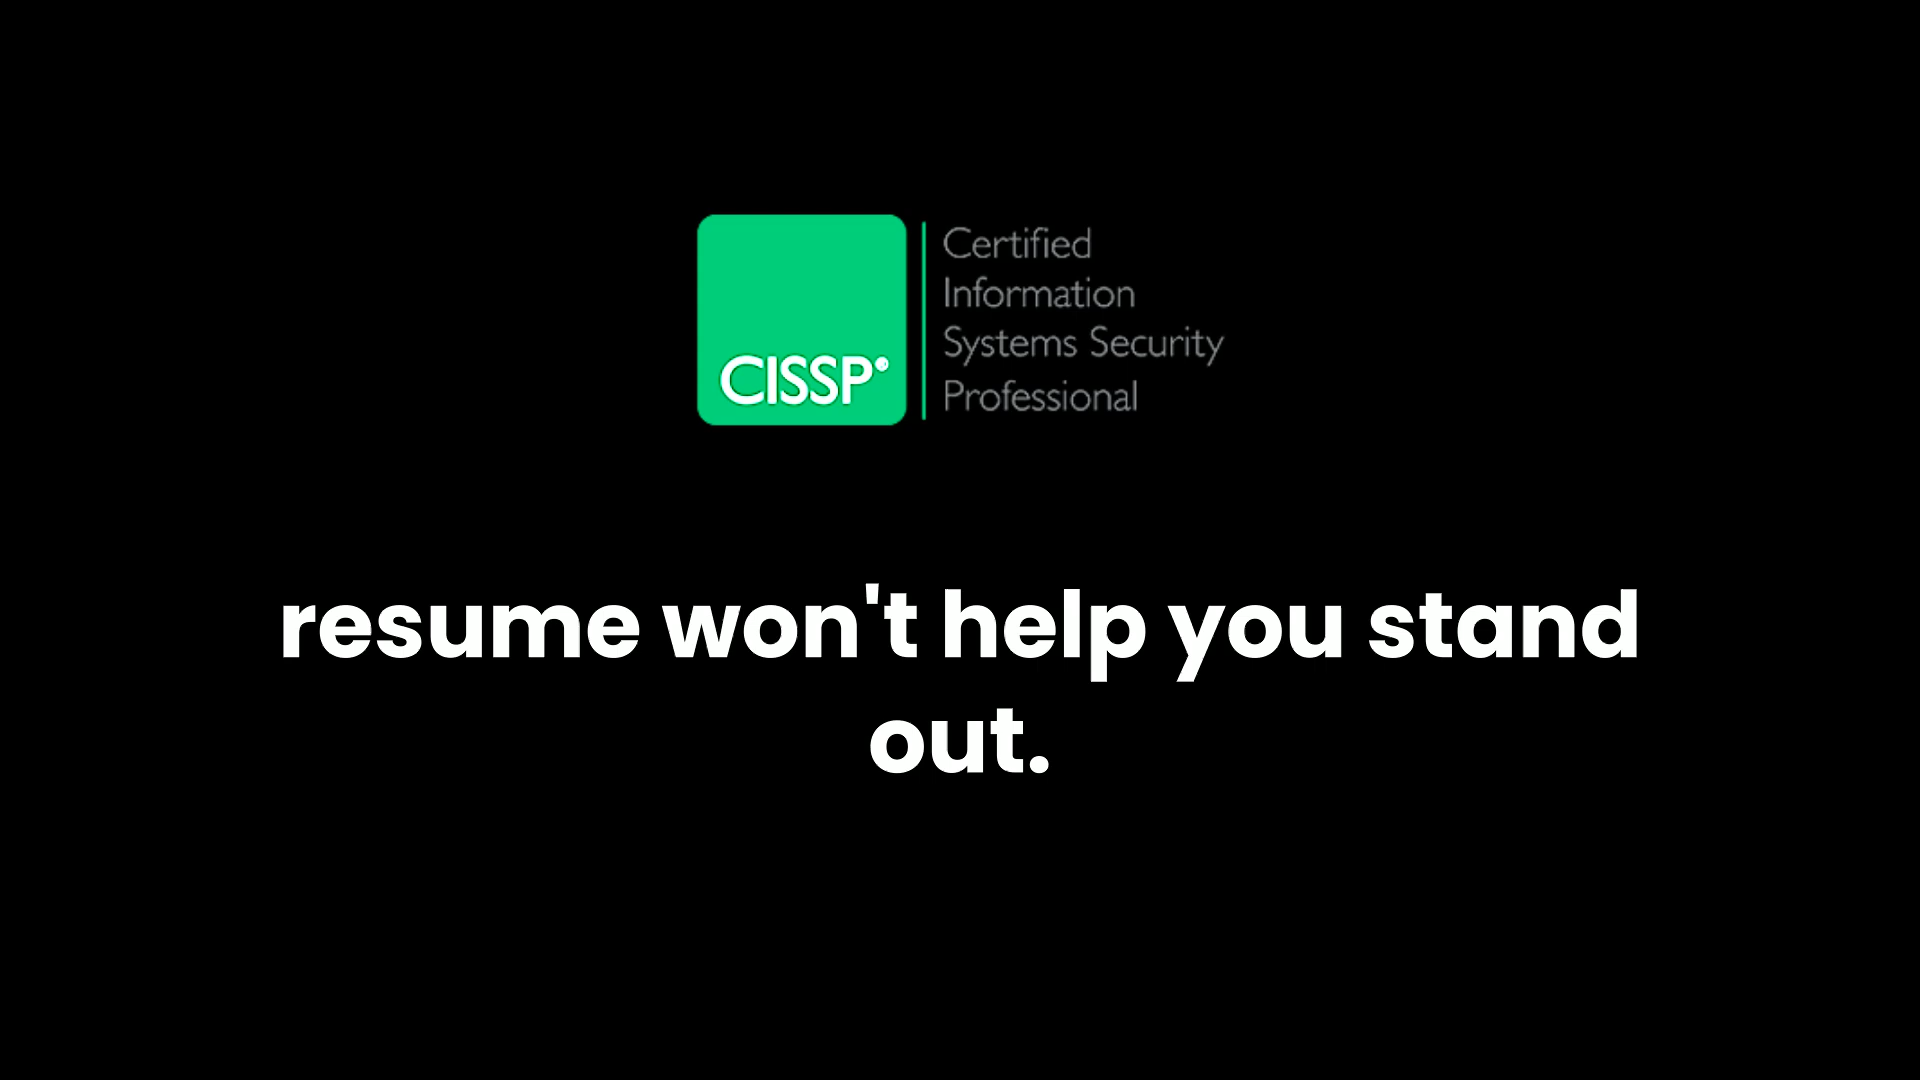 CISSP®
Certified
Information
Systems Security
Professional
resume won't help you stand
out.